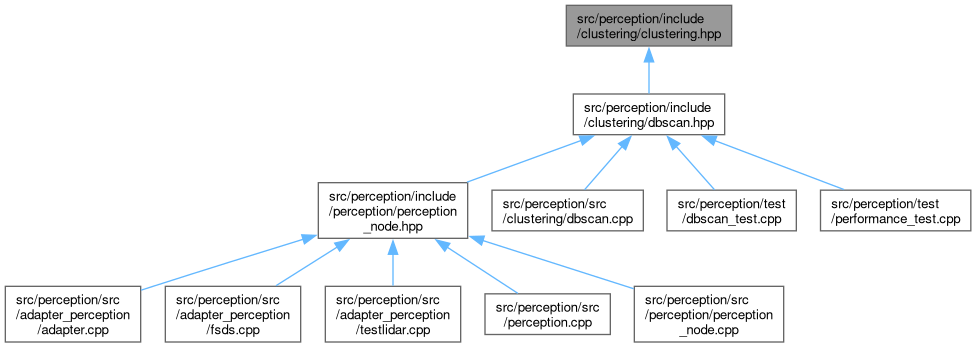 src/perception/include
/clustering/clustering.hpp
src/perception/include
/clustering/dbscan.hpp
src/perception/include
/perception/perception
_node.hpp
src/perception/src
/clustering/dbscan.cpp
src/perception/test
/dbscan_test.cpp
src/perception/test
/performance_test.cpp
src/perception/src
/adapter_perception
/adapter.cpp
src/perception/src
/adapter_perception
/fsds.cpp
src/perception/src
/adapter_perception
/testlidar.cpp
src/perception/src
/perception.cpp
src/perception/src
/perception/perception
_node.cpp